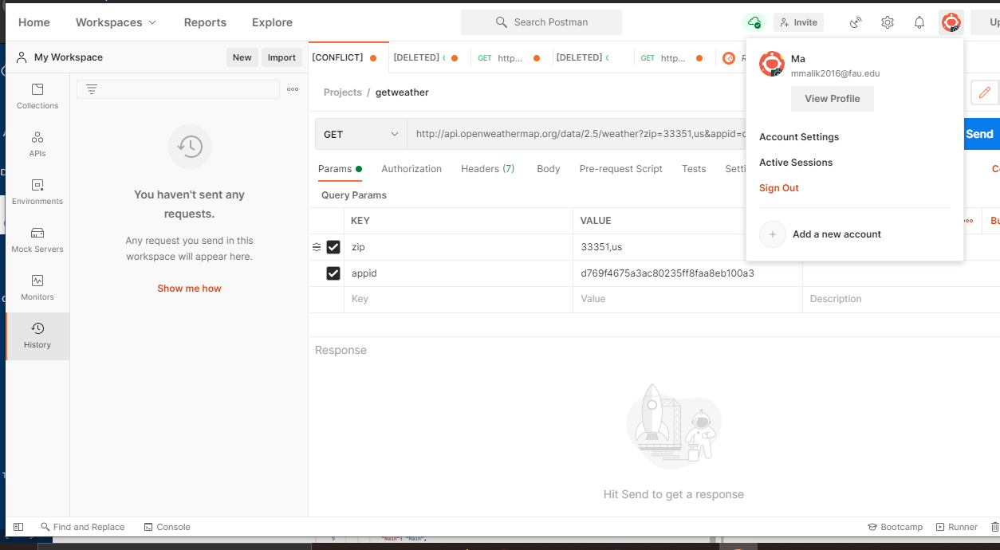 Home Workspaces Reports Explore Search Postman Invite
My Workspace New Import
[CONFLICT] [DELETED] GET http... [DELETED] GET http...
Collections
APIs
Environments
Mock Servers
Monitors
History
You haven't sent any
requests.
Any request you send in this
workspace will appear here.
Show me how
Projects / getweather
GET http://api.openweathermap.org/data/2.5/weather?zip=33351,us&appid= Send
Params Authorization Headers (7) Body Pre-request Script Tests
Query Params
KEY VALUE
zip 33351,us
appid d769f4675a3ac80235ff8faa8eb100a3
Key Value Description
Response
Hit Send to get a response
Ma
mmalik2016@fau.edu
View Profile
Account Settings
Active Sessions
Sign Out
+ Add a new account
Find and Replace Console Bootcamp Runner
"main": "Rain",